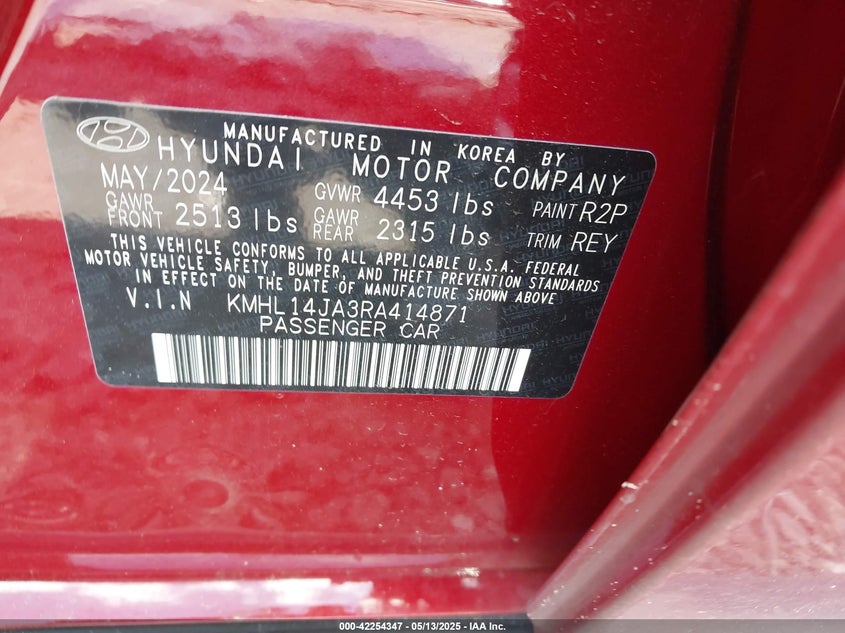 MANUFACTURED IN KOREA BY
HYUNDAI MOTOR COMPANY
MAY/2024 GVWR 4453 lbs PAINT R2P
GAWR FRONT 2513 lbs GAWR REAR 2315 lbs TRIM REY
THIS VEHICLE CONFORMS TO ALL APPLICABLE U.S.A. FEDERAL
MOTOR VEHICLE SAFETY, BUMPER, AND THEFT PREVENTION STANDARDS
IN EFFECT ON THE DATE OF MANUFACTURE SHOWN ABOVE
V.I.N KMHL14JA3RA414871
PASSENGER CAR
000-42254347 - 05/13/2025 - IAA Inc.